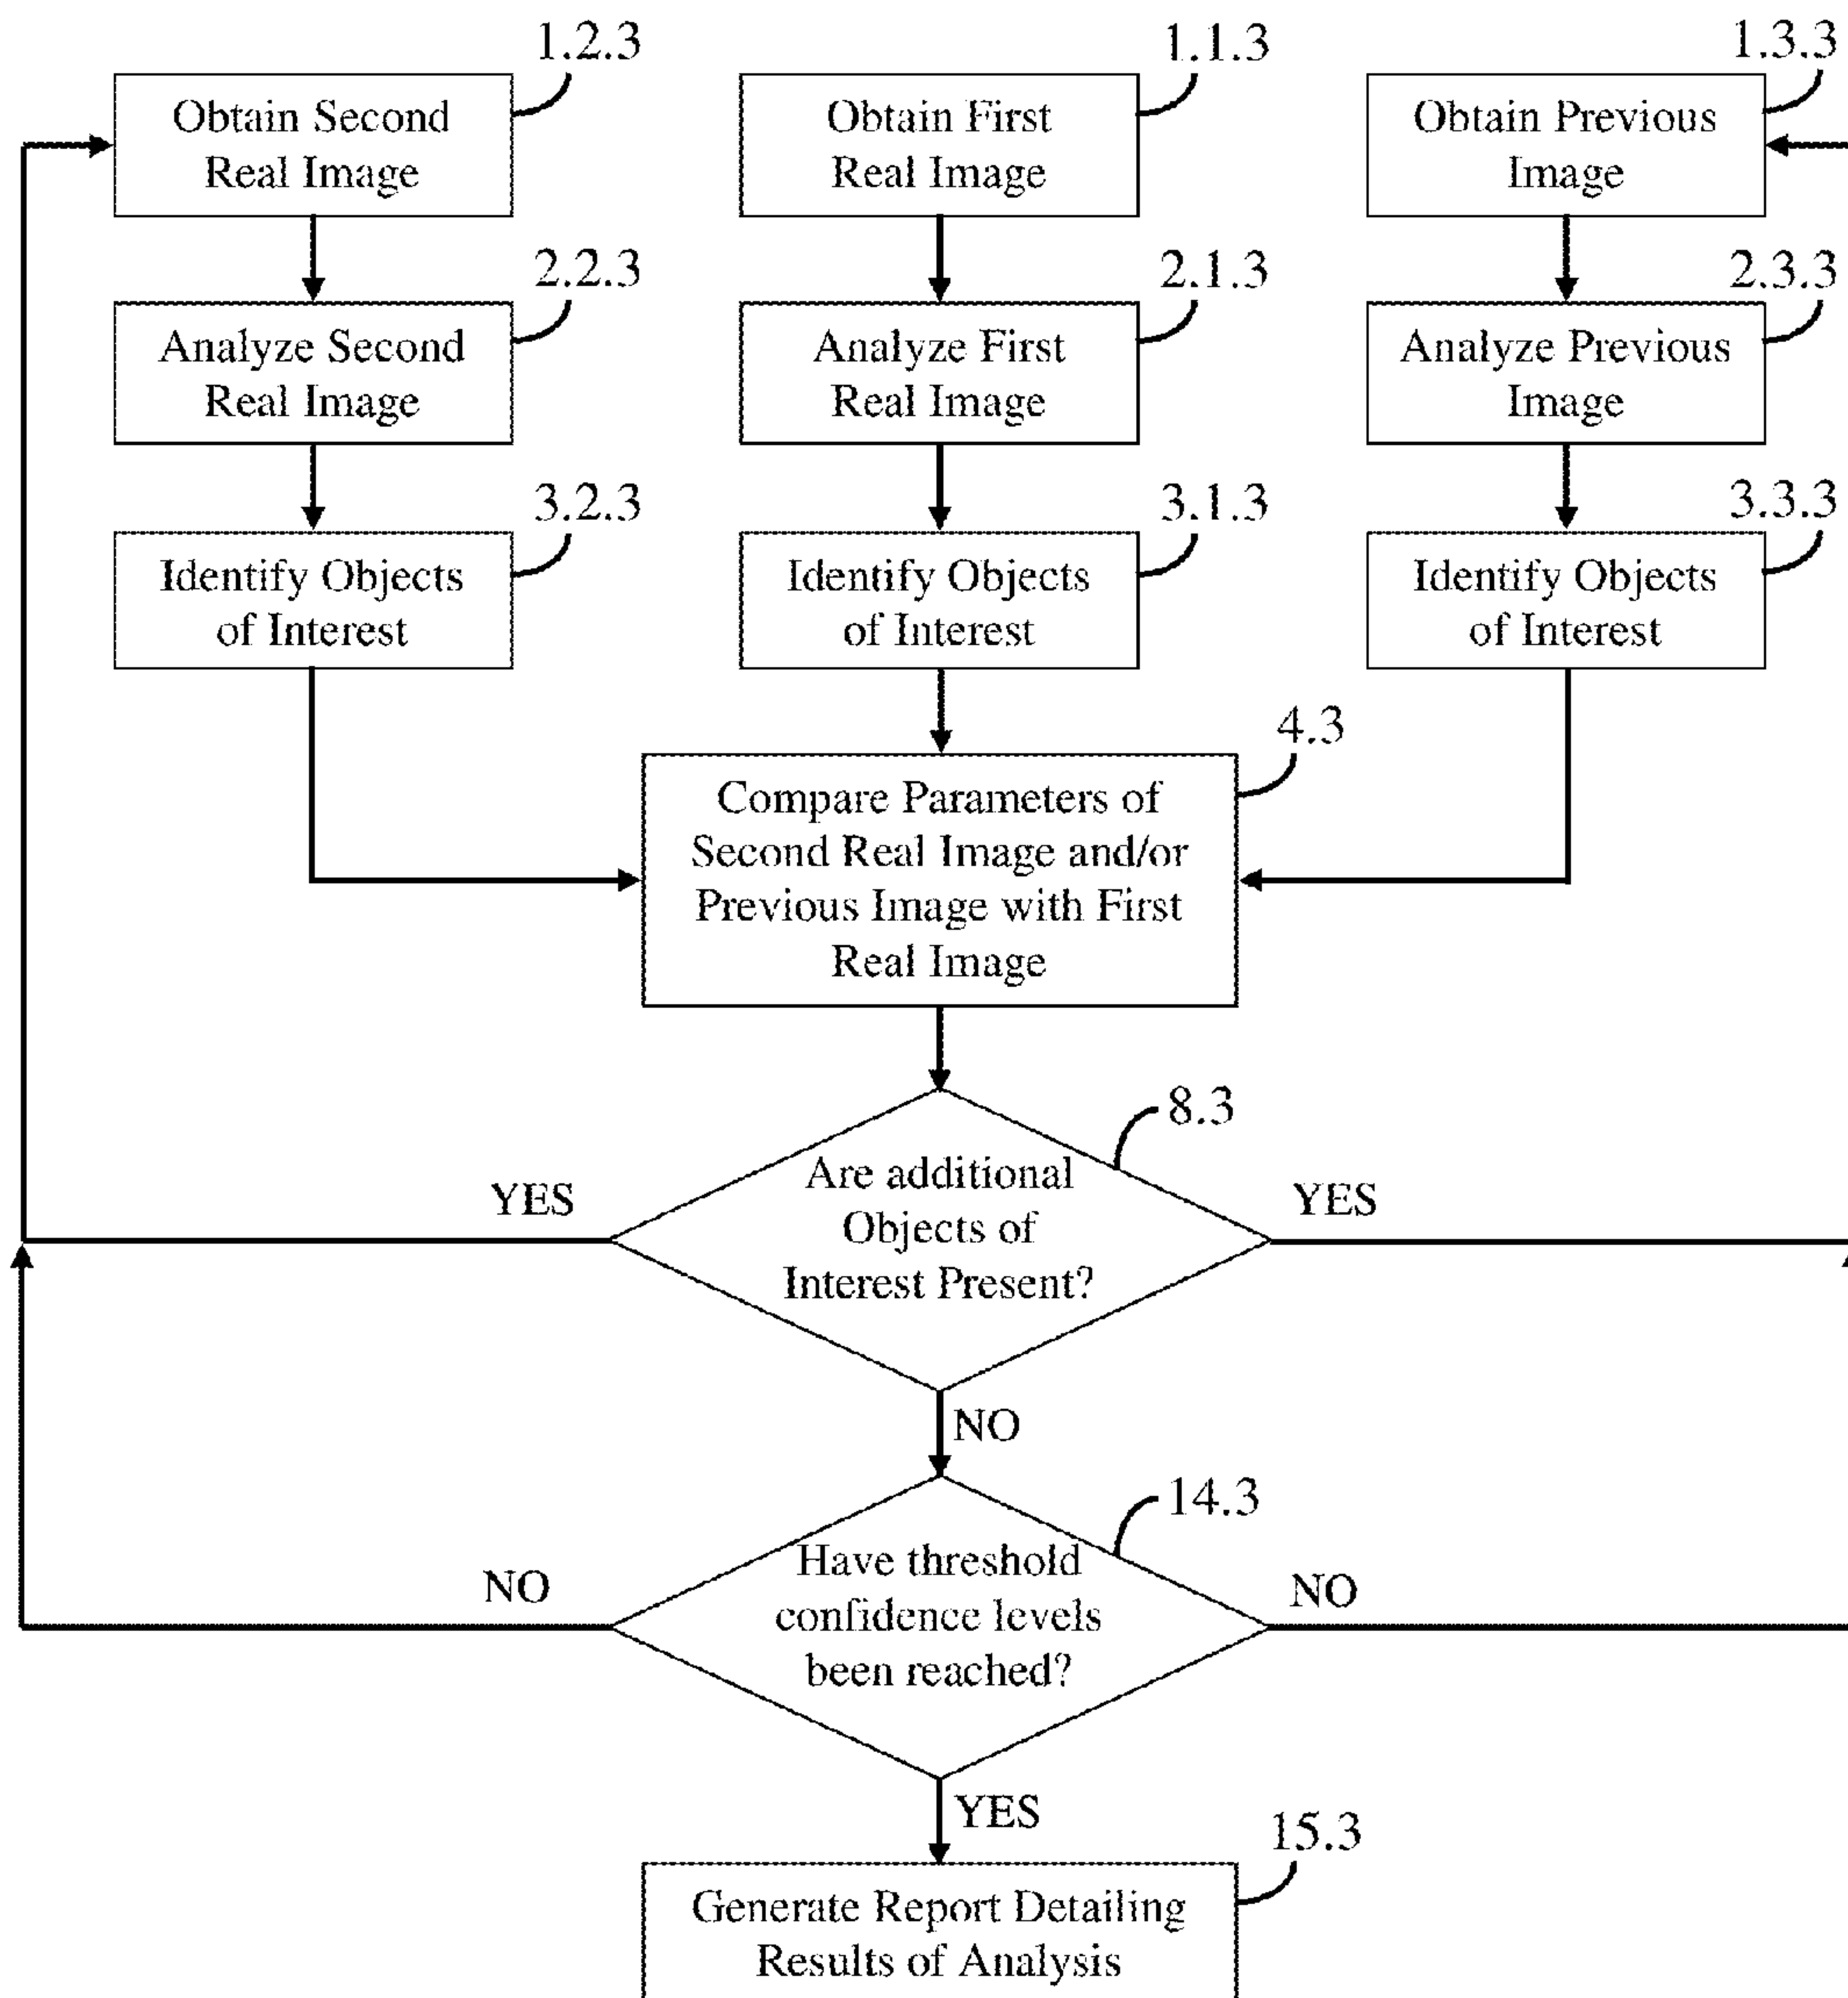 1.2.3
Obtain Second
Real Image
1.1.3
Obtain First
Real Image
1.3.3
Obtain Previous
Image
2.2.3
Analyze Second
Real Image
2.1.3
Analyze First
Real Image
2.3.3
Analyze Previous
Image
3.2.3
Identify Objects
of Interest
3.1.3
Identify Objects
of Interest
3.3.3
Identify Objects
of Interest
4.3
Compare Parameters of
Second Real Image and/or
Previous Image with First
Real Image
8.3
Are additional
Objects of
Interest Present?
YES
YES
NO
14.3
Have threshold
confidence levels
been reached?
NO
NO
YES
15.3
Generate Report Detailing
Results of Analysis